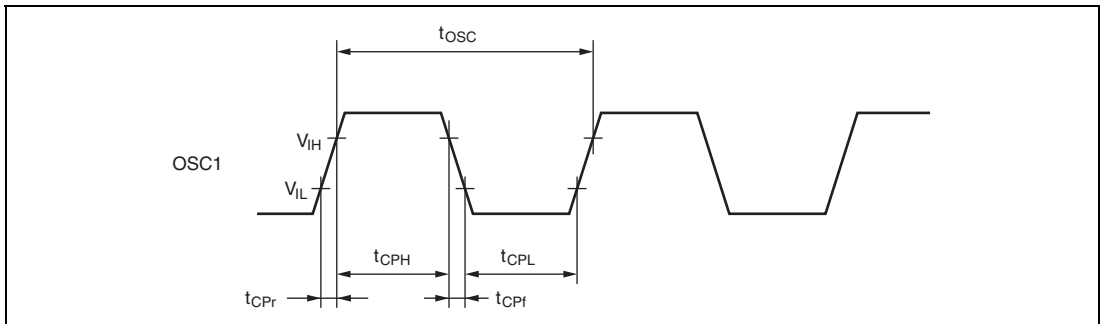 tOSC
VIH
OSC1
VIL
tCPH
tCPL
tCPr
tCPf